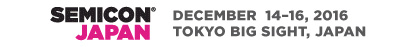 SEMICON®
JAPAN
DECEMBER 14–16, 2016
TOKYO BIG SIGHT, JAPAN